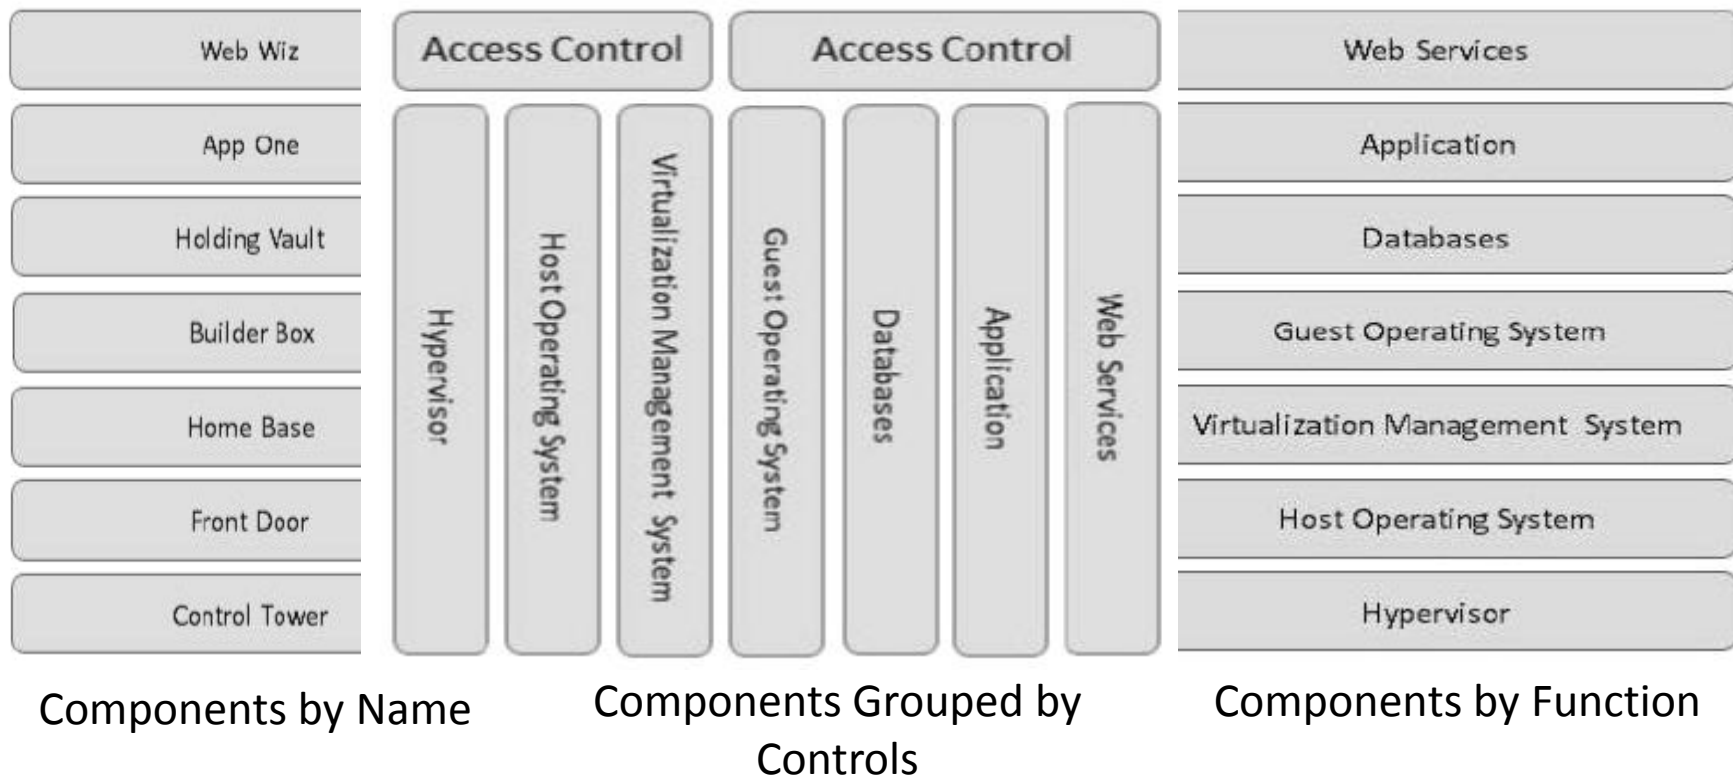 Web Wiz
App One
Holding Vault
Builder Box
Home Base
Front Door
Control Tower
Components by Name
Access Control
Access Control
Hypervisor
Host Operating System
Virtualization Management System
Guest Operating System
Databases
Application
Web Services
Components Grouped by
Controls
Web Services
Application
Databases
Guest Operating System
Virtualization Management System
Host Operating System
Hypervisor
Components by Function